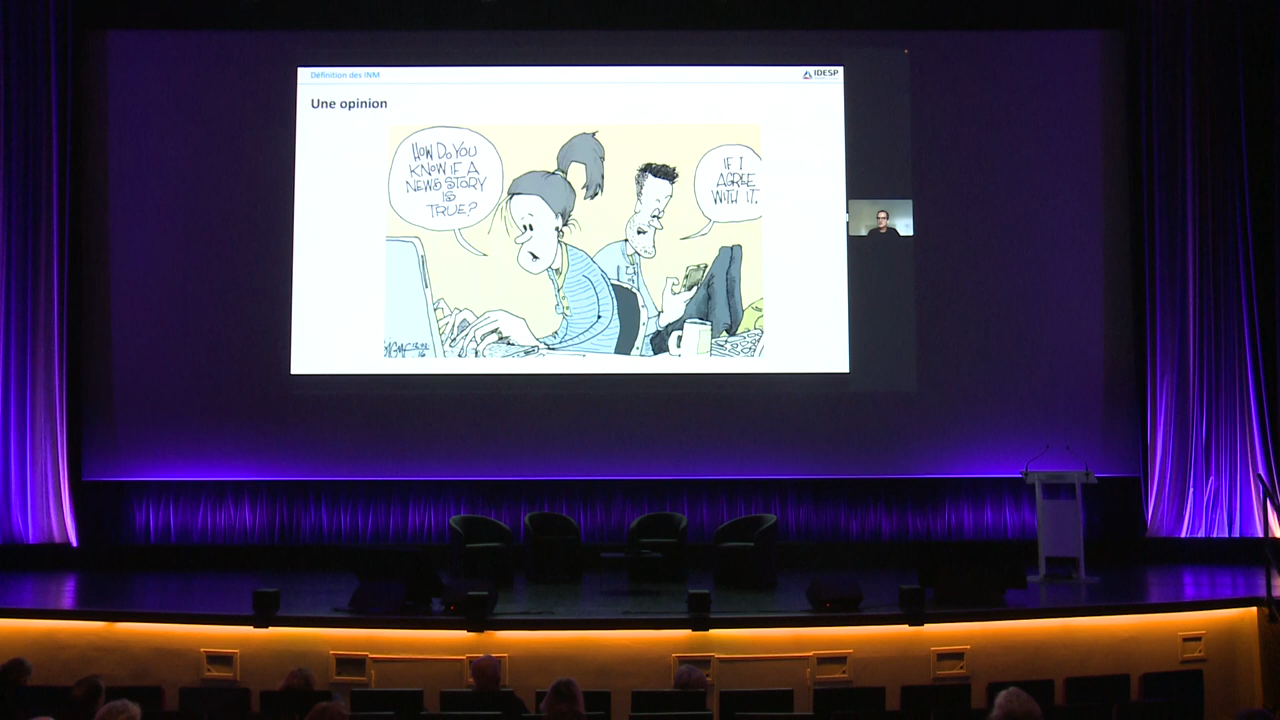 Définition des INM
IDESP
Une opinion
HOW DO YOU
KNOW IF A
NEWS STORY
IS
TRUE?
IF I
AGREE
WITH IT.